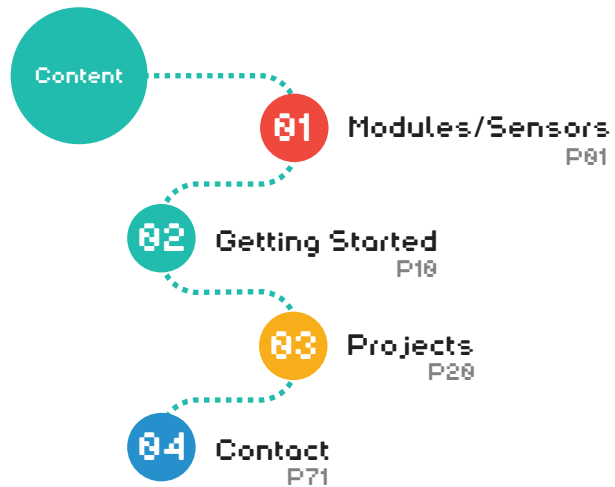 Content
01
Modules/Sensors
P01
02
Getting Started
P10
03
Projects
P20
04
Contact
P71